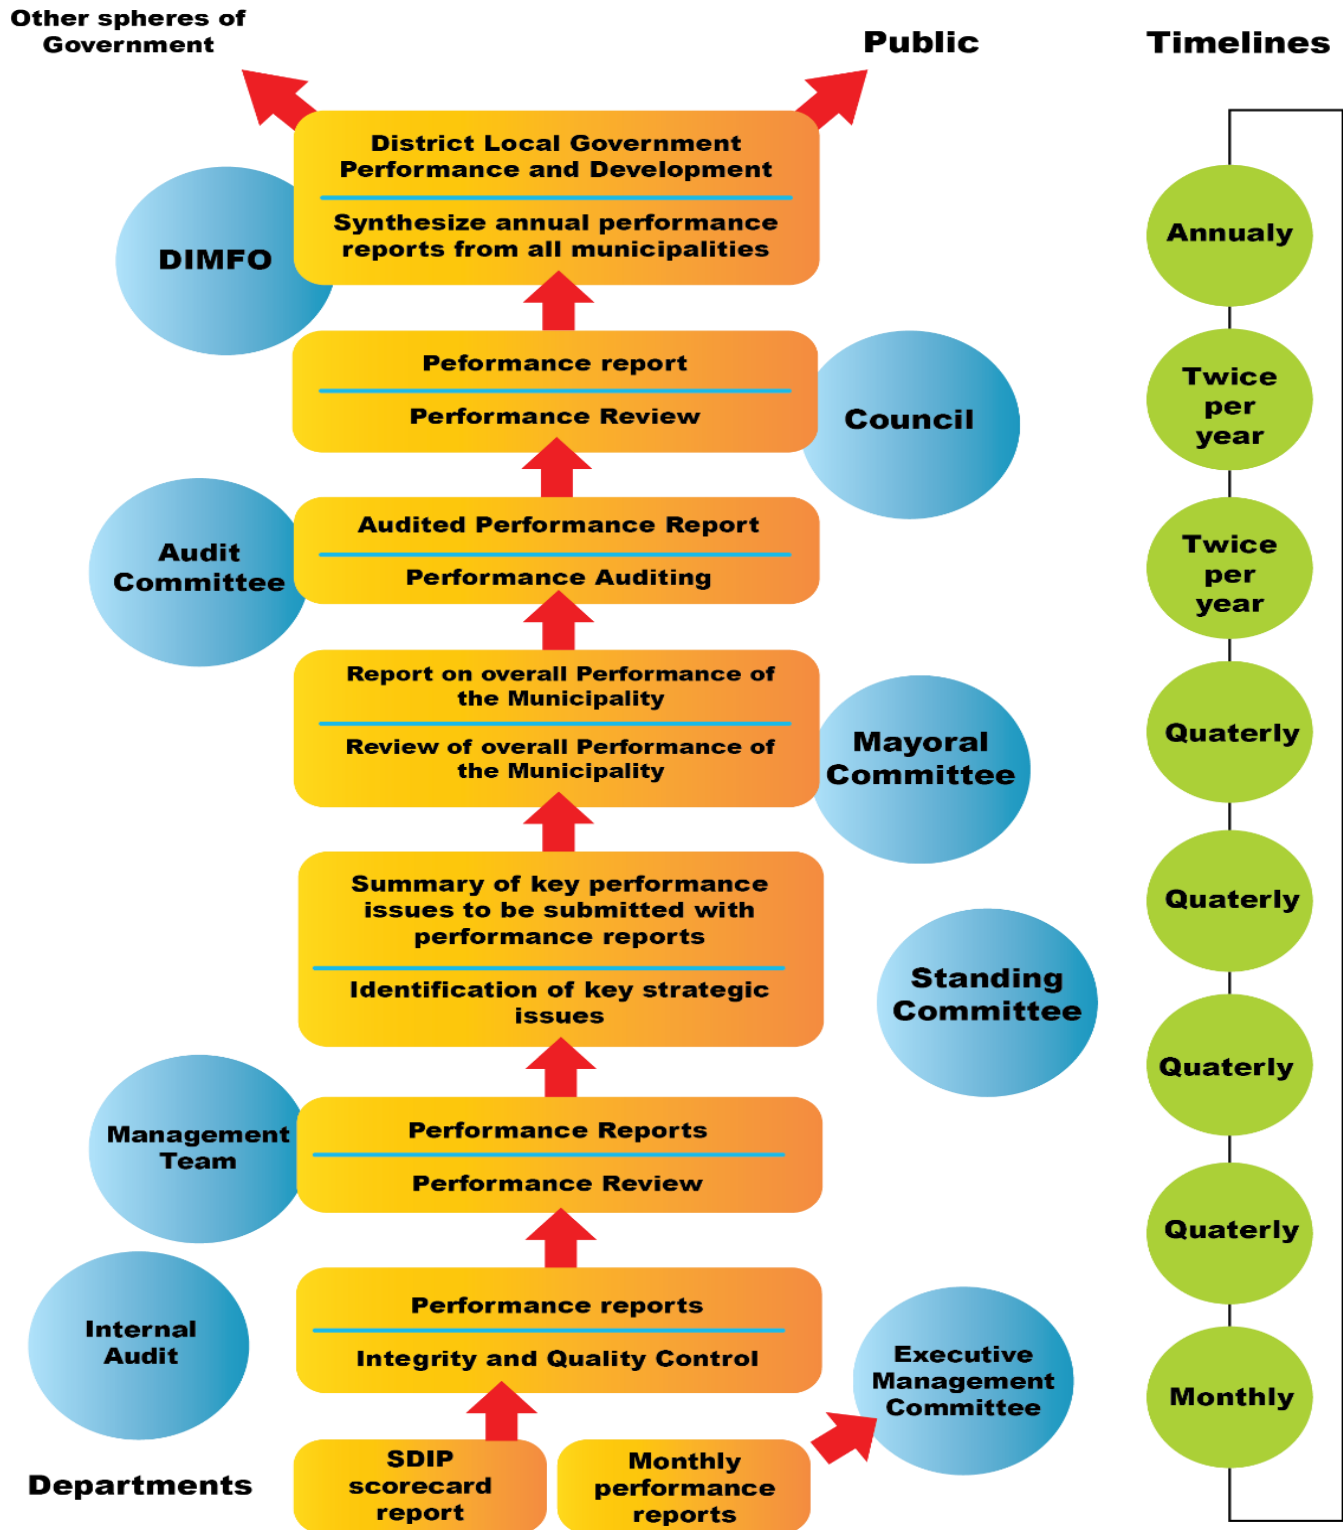 Other spheres of
Government
Public
Timelines
District Local Government
Performance and Development
Synthesize annual performance
reports from all municipalities
DIMFO
Annualy
Peformance report
Performance Review
Council
Twice
per
year
Audited Performance Report
Performance Auditing
Audit
Committee
Twice
per
year
Report on overall Performance of
the Municipality
Review of overall Performance of
the Municipality
Mayoral
Committee
Quaterly
Summary of key performance
issues to be submitted with
performance reports
Identification of key strategic
issues
Standing
Committee
Quaterly
Management
Team
Performance Reports
Performance Review
Quaterly
Internal
Audit
Performance reports
Integrity and Quality Control
Quaterly
Executive
Management
Committee
Monthly
Departments
SDIP
scorecard
report
Monthly
performance
reports